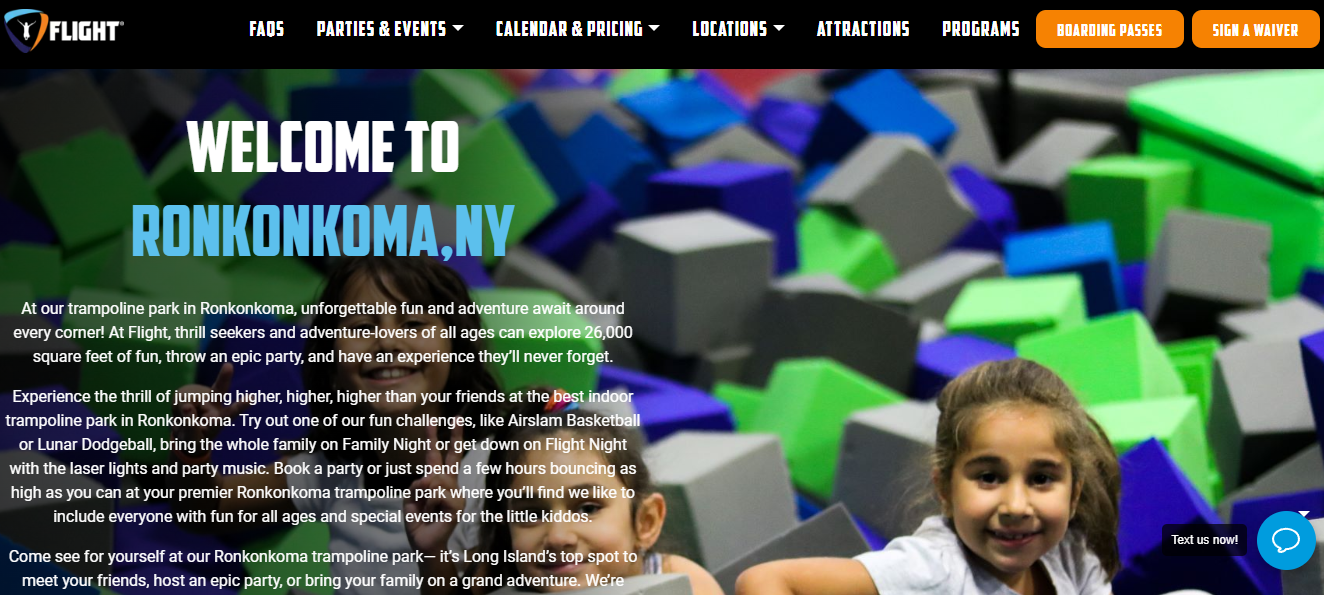 FLIGHT
FAQS PARTIES & EVENTS CALENDAR & PRICING LOCATIONS ATTRACTIONS PROGRAMS BOARDING PASSES SIGN A WAIVER
WELCOME TO
RONKONKOMA,NY
At our trampoline park in Ronkonkoma, unforgettable fun and adventure await around
every corner! At Flight, thrill seekers and adventure-lovers of all ages can explore 26,000
square feet of fun, throw an epic party, and have an experience they’ll never forget.
Experience the thrill of jumping higher, higher, higher than your friends at the best indoor
trampoline park in Ronkonkoma. Try out one of our fun challenges, like Airslam Basketball
or Lunar Dodgeball, bring the whole family on Family Night or get down on Flight Night
with the laser lights and party music. Book a party or just spend a few hours bouncing as
high as you can at your premier Ronkonkoma trampoline park where you’ll find we like to
include everyone with fun for all ages and special events for the little kiddos.
Come see for yourself at our Ronkonkoma trampoline park— it’s Long Island’s top spot to
meet your friends, host an epic party, or bring your family on a grand adventure. We’re
Text us now!